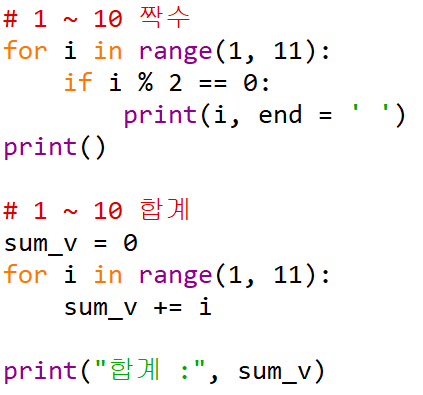 # 1 ~ 10 짝수
for i in range(1, 11):
    if i % 2 == 0:
        print(i, end = ' ')
print()

# 1 ~ 10 합계
sum_v = 0
for i in range(1, 11):
    sum_v += i

print("합계 :", sum_v)